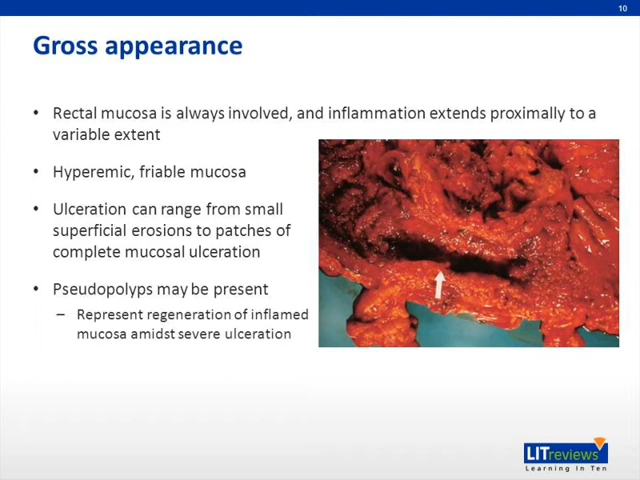 10
Gross appearance
• Rectal mucosa is always involved, and inflammation extends proximally to a
variable extent
• Hyperemic, friable mucosa
• Ulceration can range from small
superficial erosions to patches of
complete mucosal ulceration
• Pseudopolyps may be present
– Represent regeneration of inflamed
mucosa amidst severe ulceration
LITreviews
Learning In Ten